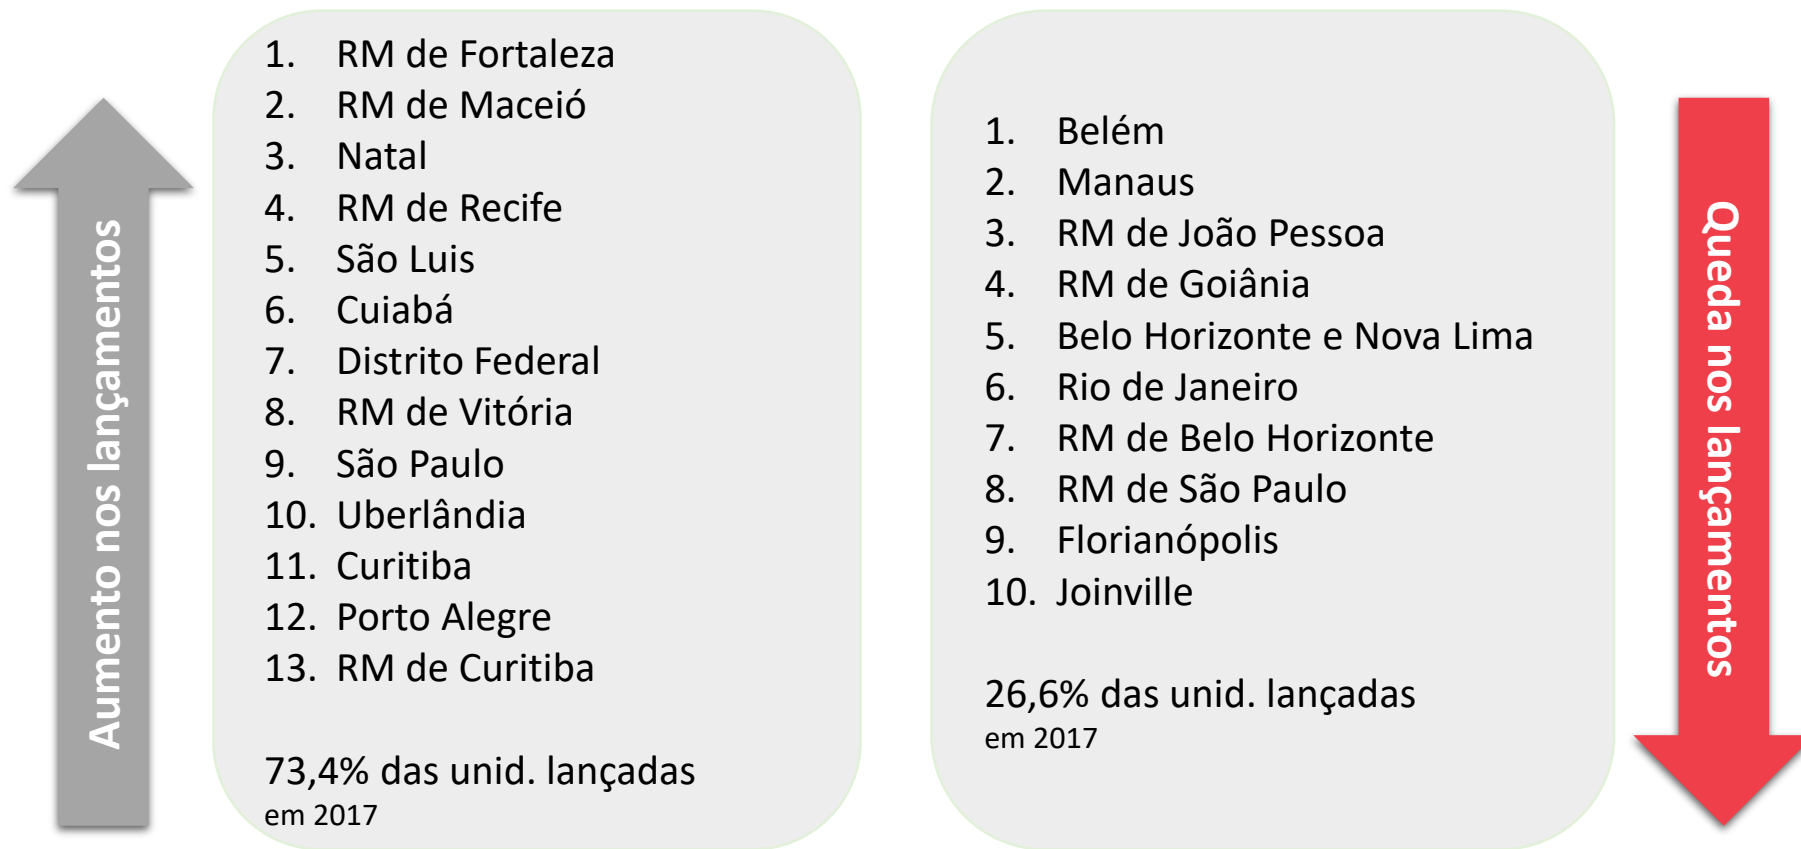 Aumento nos lançamentos
1. RM de Fortaleza
2. RM de Maceió
3. Natal
4. RM de Recife
5. São Luis
6. Cuiabá
7. Distrito Federal
8. RM de Vitória
9. São Paulo
10. Uberlândia
11. Curitiba
12. Porto Alegre
13. RM de Curitiba
73,4% das unid. lançadas
em 2017
1. Belém
2. Manaus
3. RM de João Pessoa
4. RM de Goiânia
5. Belo Horizonte e Nova Lima
6. Rio de Janeiro
7. RM de Belo Horizonte
8. RM de São Paulo
9. Florianópolis
10. Joinville
26,6% das unid. lançadas
em 2017
Queda nos lançamentos